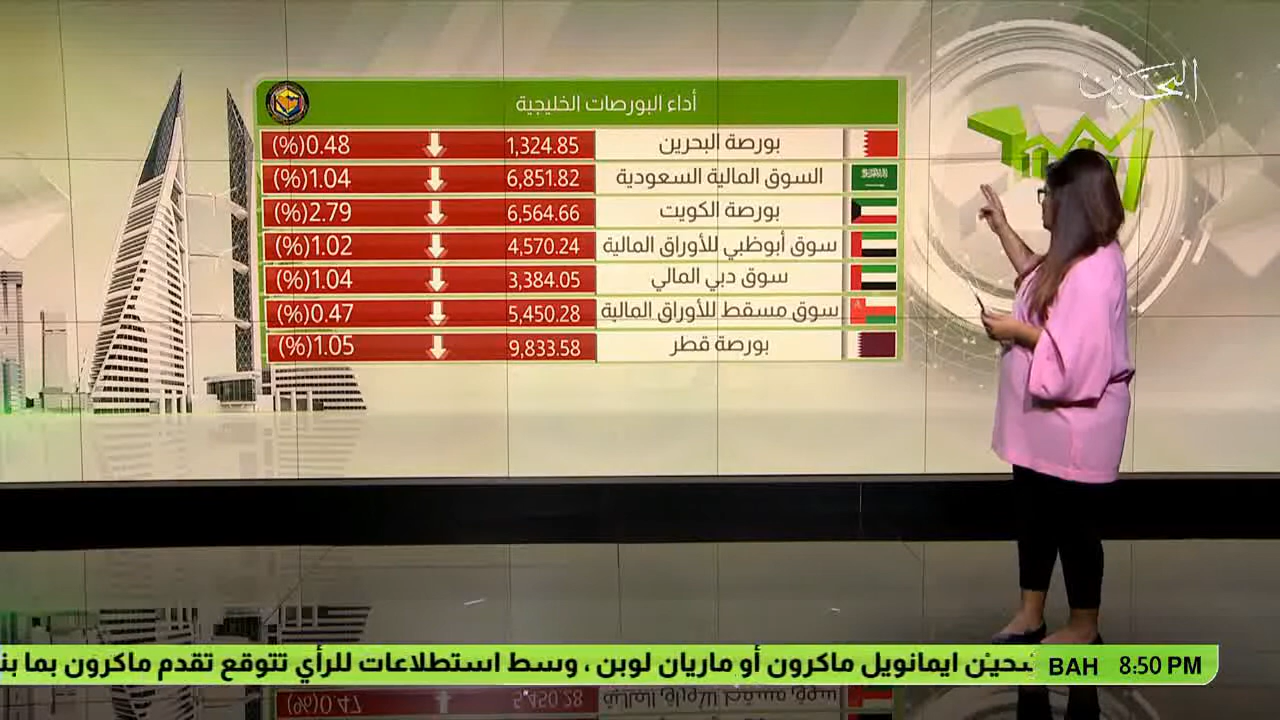 البحرين
أداء البورصات الخليجية
بورصة البحرين 1,324.85 (%)0.48
السوق المالية السعودية 6,851.82 (%)1.04
بورصة الكويت 6,564.66 (%)2.79
سوق أبوظبي للأوراق المالية 4,570.24 (%)1.02
سوق دبي المالي 3,384.05 (%)1.04
سوق مسقط للأوراق المالية 5,450.28 (%)0.47
بورصة قطر 9,833.58 (%)1.05
BAH 8:50 PM
ايمانويل ماكرون أو ماريان لوبن ، وسط استطلاعات للرأي تتوقع تقدم ماكرون بما